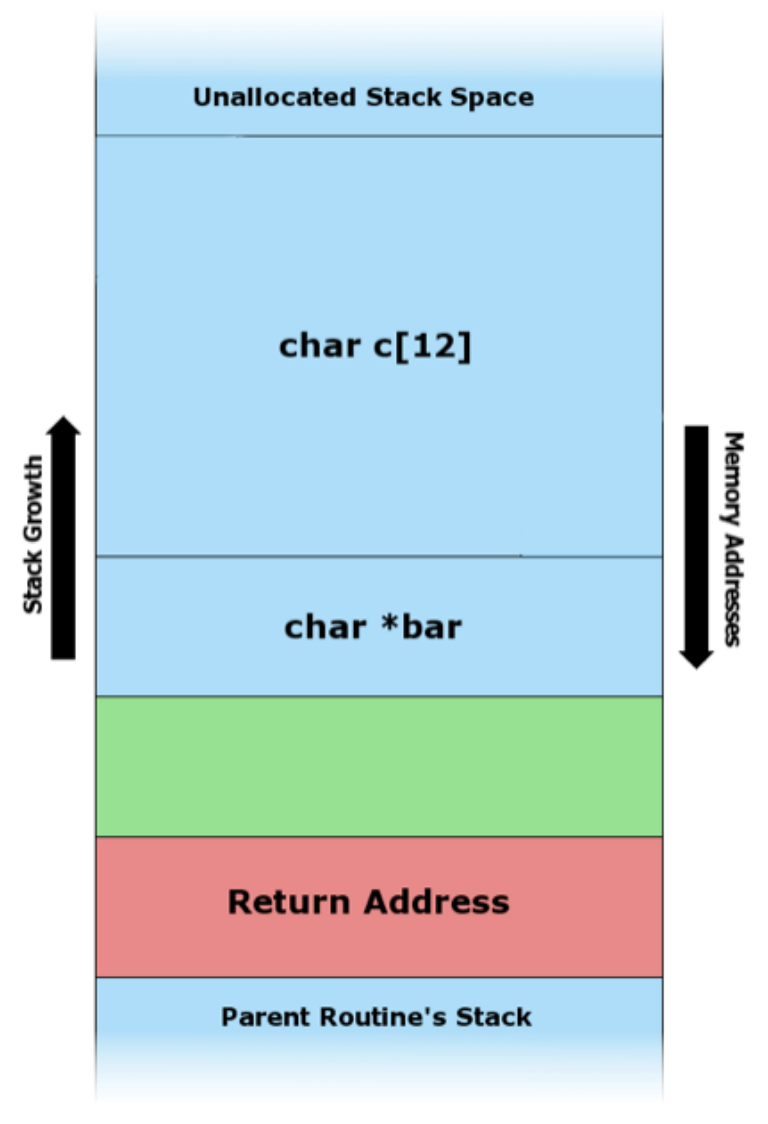 Unallocated Stack Space
char c[12]
Stack Growth
Memory Addresses
char *bar
Return Address
Parent Routine's Stack